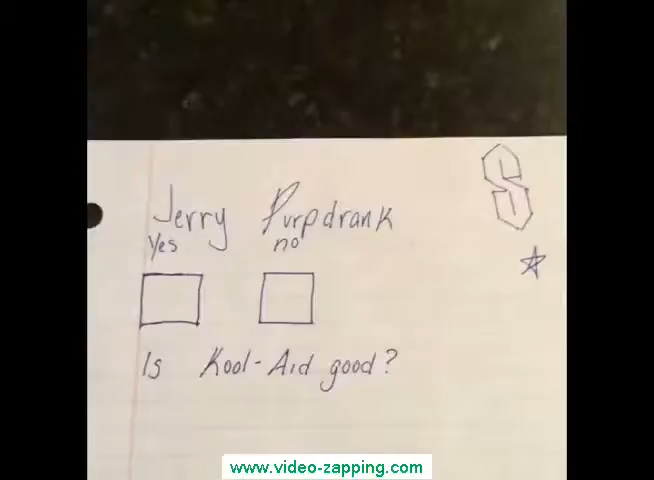 Jerry Purpdrank
yes no
Is Kool-Aid good?
S
www.video-zapping.com